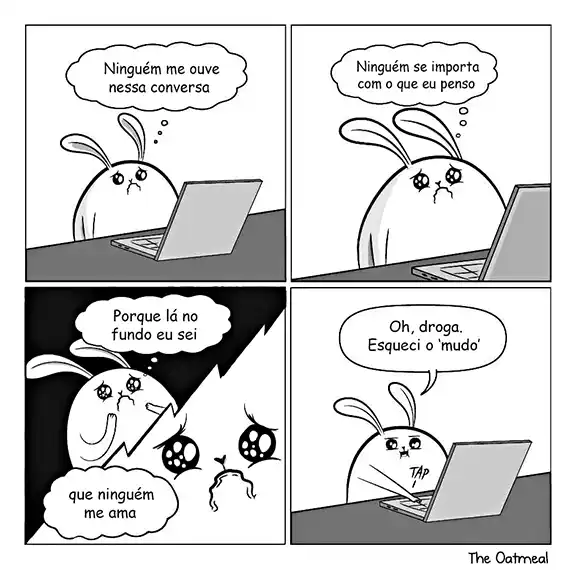 Ninguém me ouve
nessa conversa
Ninguém se importa
com o que eu penso
Porque lá no
fundo eu sei
que ninguém
me ama
Oh, droga.
Esqueci o 'mudo'
TAP
The Oatmeal